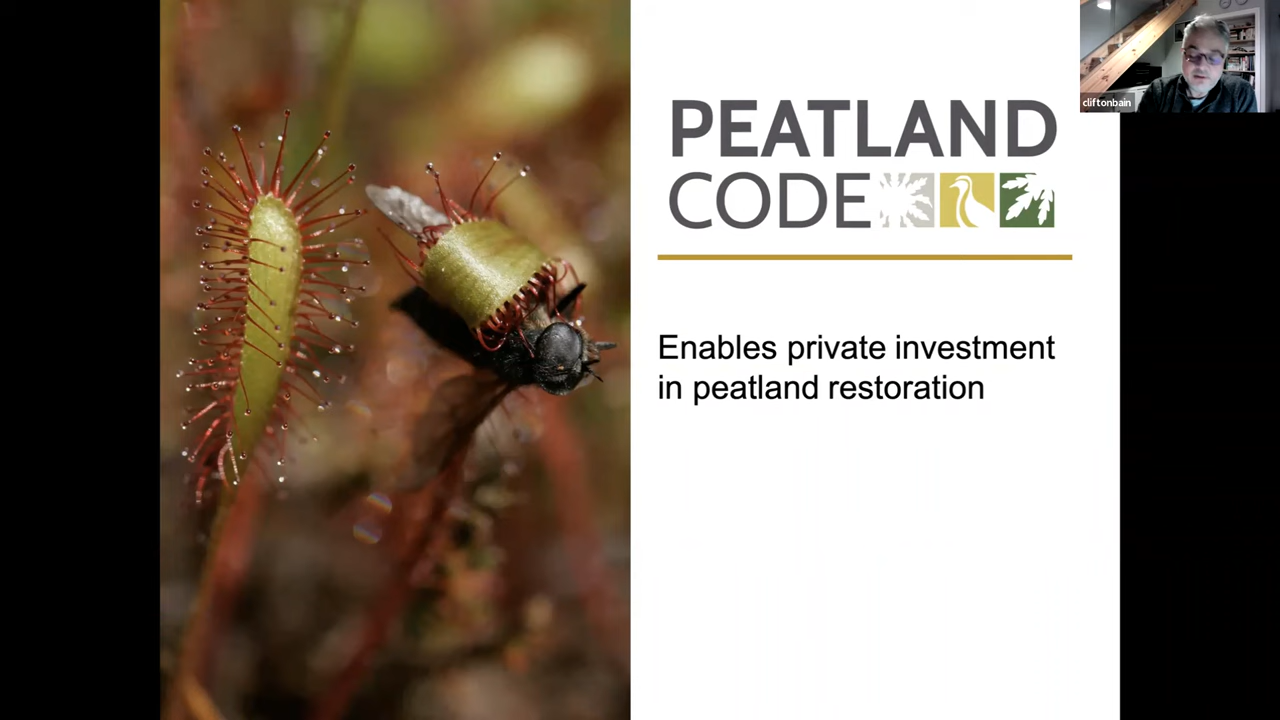 PEATLAND
CODE
Enables private investment
in peatland restoration
cliftonbain